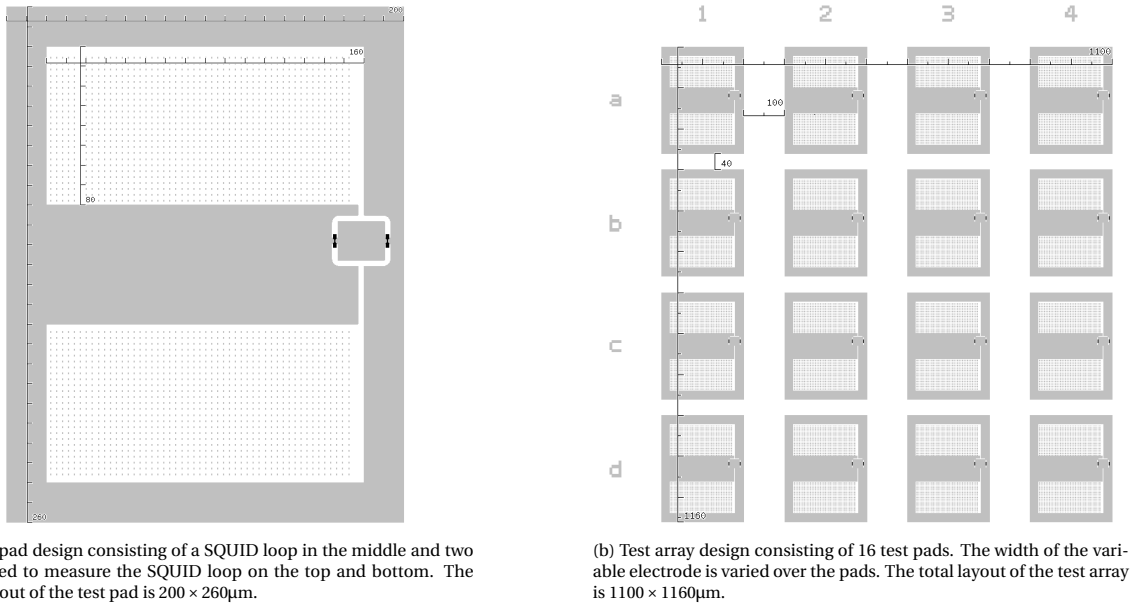 200
160
80
260
1 2 3 4
1100
a
100
40
b
c
d
1160
pad design consisting of a SQUID loop in the middle and two
ed to measure the SQUID loop on the top and bottom. The
out of the test pad is 200 × 260μm.
(b) Test array design consisting of 16 test pads. The width of the vari-
able electrode is varied over the pads. The total layout of the test array
is 1100 × 1160μm.